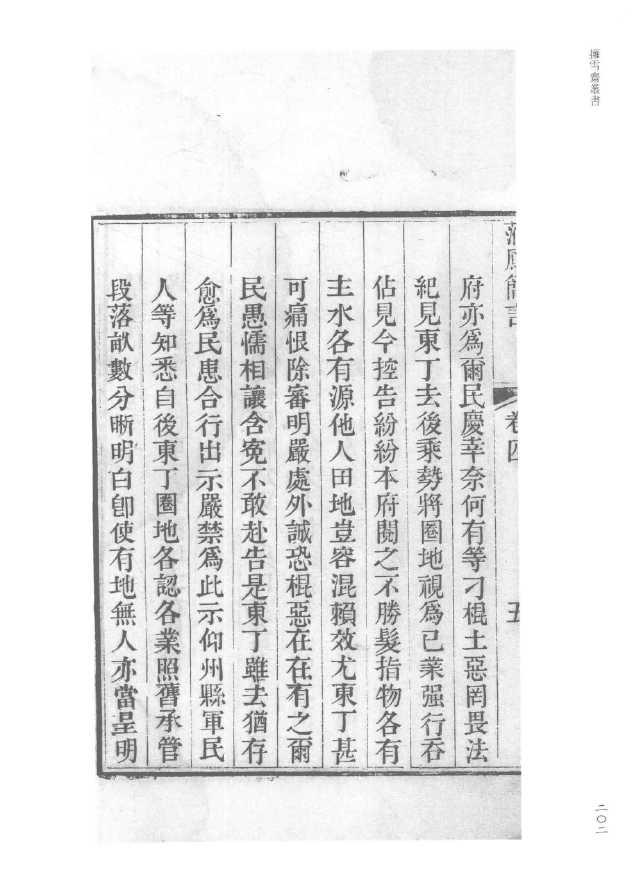 擁雪齋叢書
卷四
五
府亦爲爾民慶幸奈何有等刁棍土惡罔畏法
紀見東丁去後乘勢將圈地視爲已業强行吞
佔見今控告紛紛本府閱之不勝髮指物各有
主水各有源他人田地豈容混賴效尤東丁甚
可痛恨除審明嚴處外誠恐棍惡在在有之爾
民愚懦相讓含寃不敢赴告是東丁雖去猶存
愈爲民患合行出示嚴禁爲此示仰州縣軍民
人等知悉自後東丁圈地各認各業照舊承管
段落畝數分晰明白卽使有地無人亦當呈明
二〇二